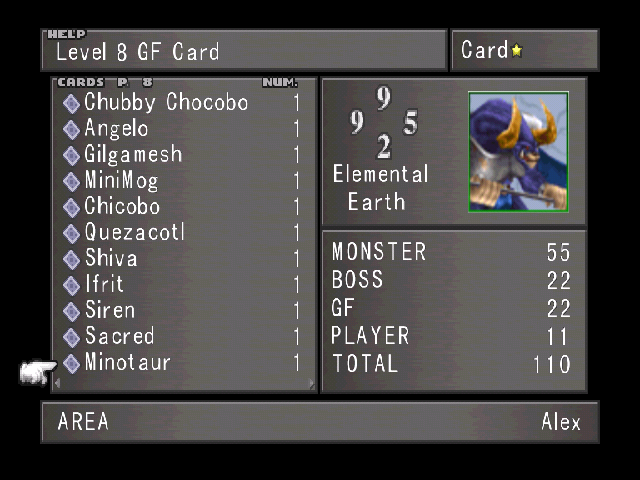 HELP
Level 8 GF Card
Card
CARDS P. 8 NUM.
Chubby Chocobo 1
Angelo 1
Gilgamesh 1
MiniMog 1
Chicobo 1
Quezacotl 1
Shiva 1
Ifrit 1
Siren 1
Sacred 1
Minotaur 1
9
9 5
2
Elemental
Earth
MONSTER 55
BOSS 22
GF 22
PLAYER 11
TOTAL 110
AREA Alex